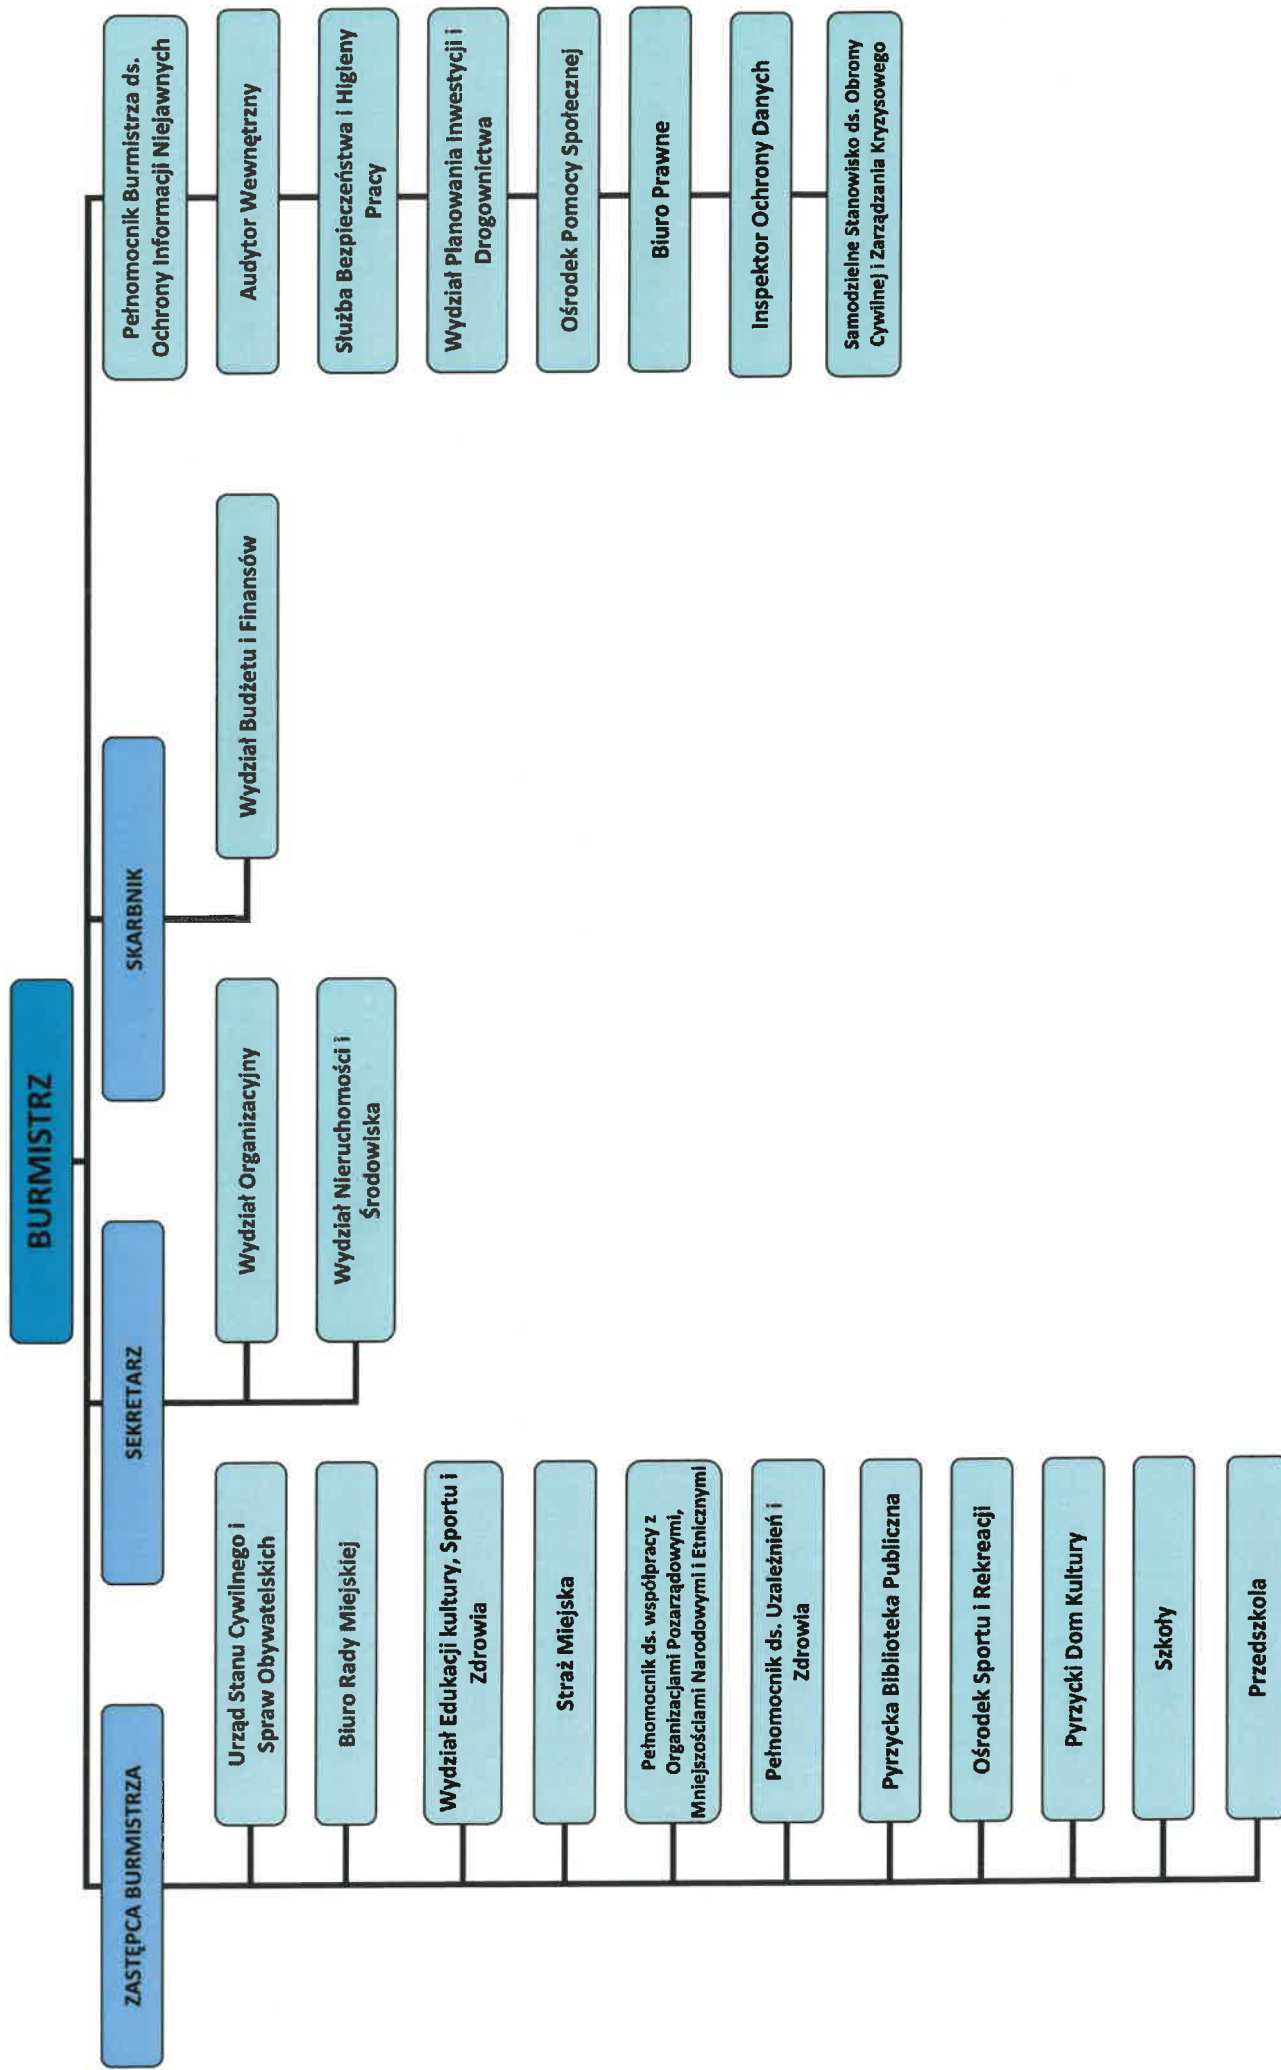 BURMISTRZ
ZASTĘPCA BURMISTRZA
SEKRETARZ
SKARBNIK
Urząd Stanu Cywilnego i
Spraw Obywatelskich
Biuro Rady Miejskiej
Wydział Edukacji kultury, Sportu i
Zdrowia
Straż Miejska
Pełnomocnik ds. współpracy z
Organizacjami Pozarządowymi,
Mniejszościami Narodowymi i Etnicznymi
Pełnomocnik ds. Uzależnień i
Zdrowia
Pyrzycka Biblioteka Publiczna
Ośrodek Sportu i Rekreacji
Pyrzycki Dom Kultury
Szkoły
Przedszkola
Wydział Organizacyjny
Wydział Nieruchomości i
Środowiska
Wydział Budżetu i Finansów
Pełnomocnik Burmistrza ds.
Ochrony Informacji Niejawnych
Audytor Wewnętrzny
Służba Bezpieczeństwa i Higieny
Pracy
Wydział Planowania Inwestycji i
Drogownictwa
Ośrodek Pomocy Społecznej
Biuro Prawne
Inspektor Ochrony Danych
Samodzielne Stanowisko ds. Obrony
Cywilnej i Zarządzania Kryzysowego